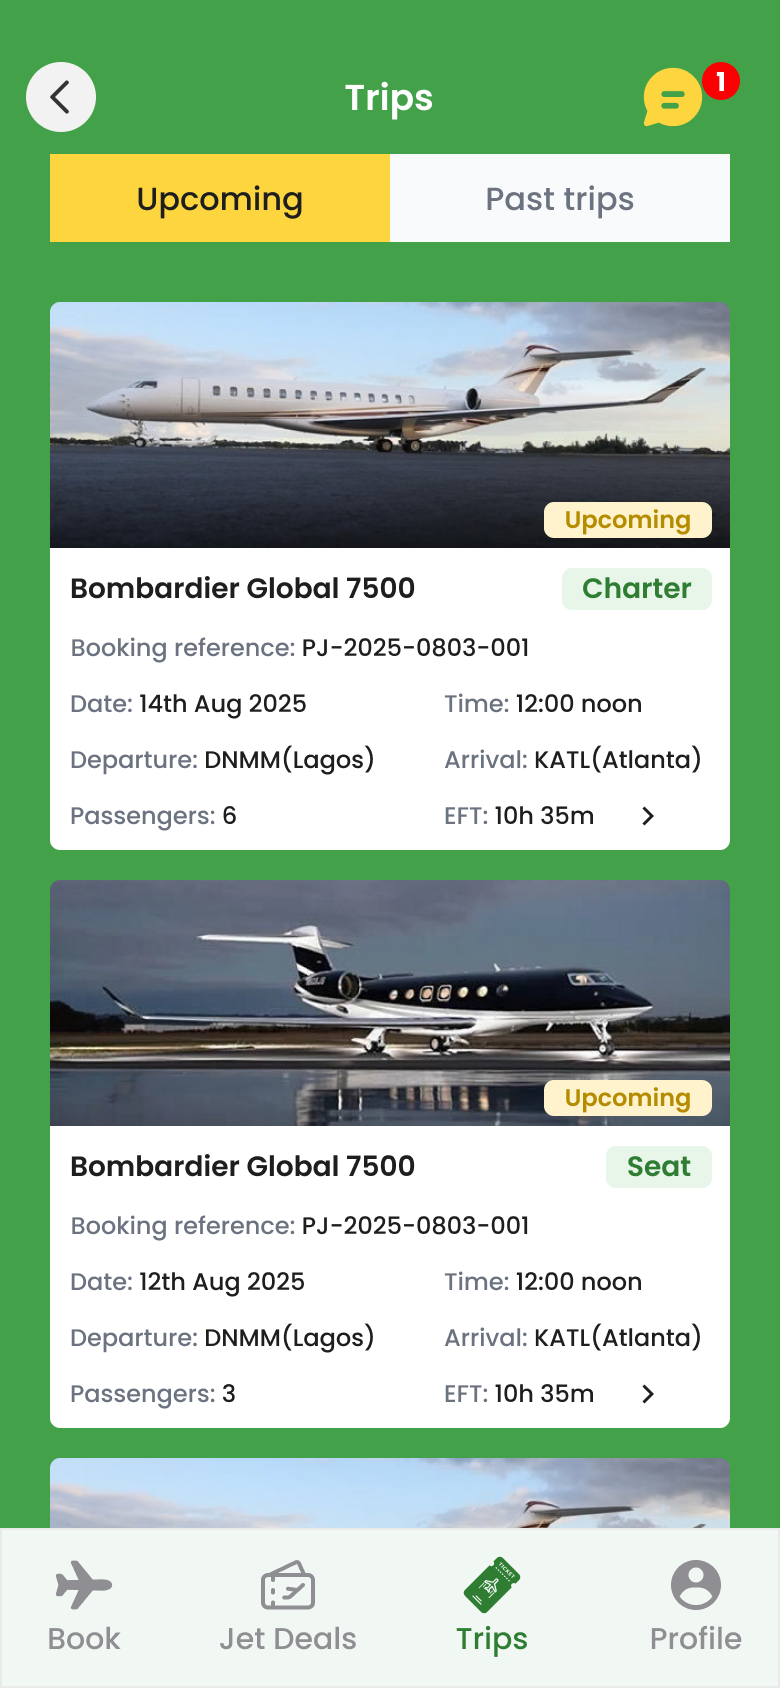 Trips
1
Upcoming
Past trips
Upcoming
Bombardier Global 7500
Charter
Booking reference: PJ-2025-0803-001
Date: 14th Aug 2025
Time: 12:00 noon
Departure: DNMM(Lagos)
Arrival: KATL(Atlanta)
Passengers: 6
EFT: 10h 35m
Upcoming
Bombardier Global 7500
Seat
Booking reference: PJ-2025-0803-001
Date: 12th Aug 2025
Time: 12:00 noon
Departure: DNMM(Lagos)
Arrival: KATL(Atlanta)
Passengers: 3
EFT: 10h 35m
TICKET
Book
Jet Deals
Trips
Profile